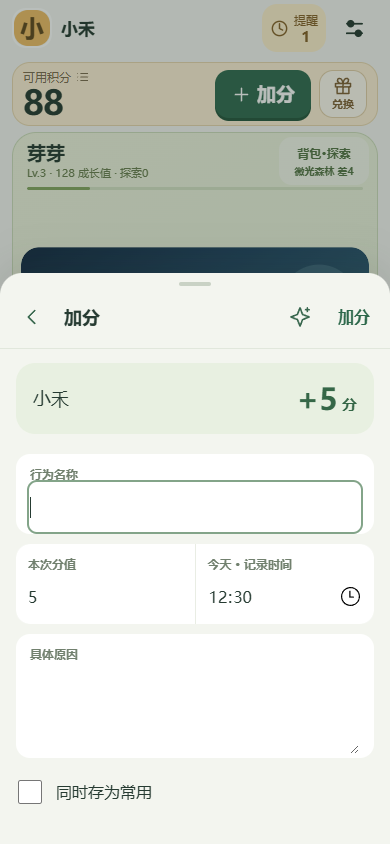 小 小禾
提醒
1
可用积分
88
+ 加分
兑换
芽芽
Lv.3 · 128 成长值 · 探索0
背包•探索
微光森林 差4
加分
加分
小禾
+5 分
行为名称
本次分值
5
今天 • 记录时间
12:30
具体原因
同时存为常用